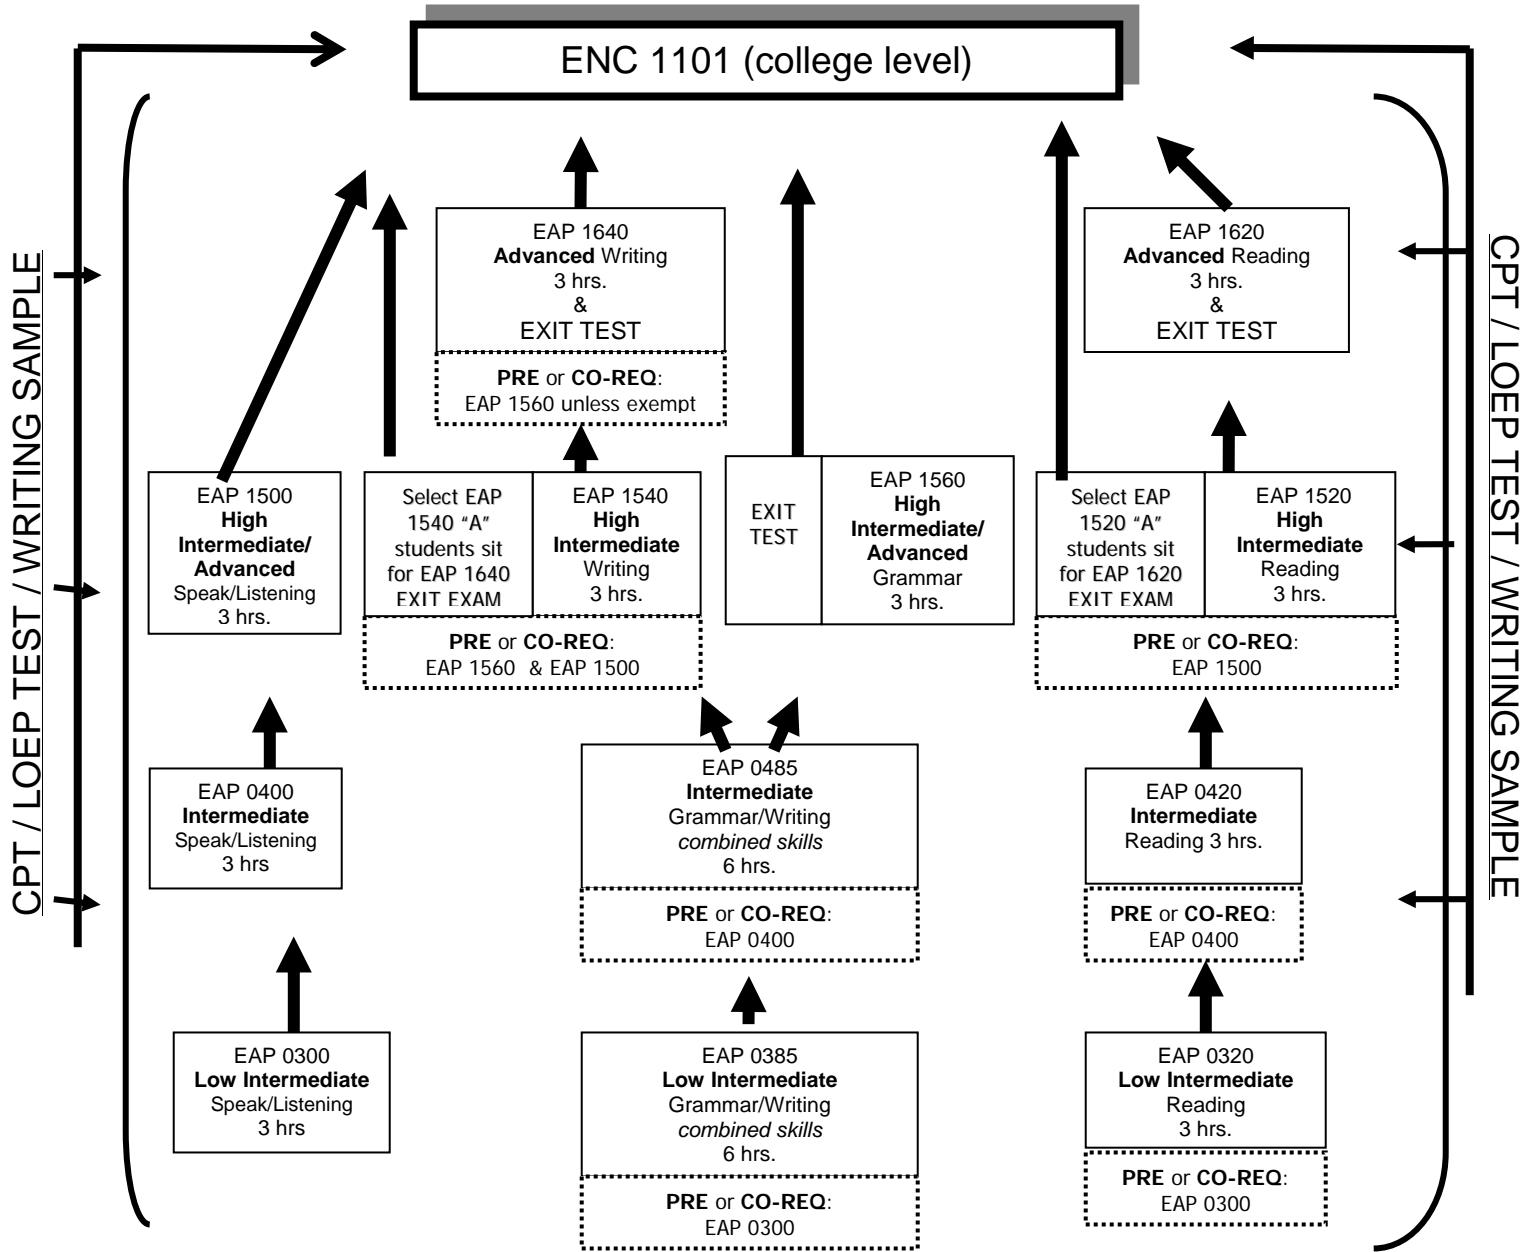 ENC 1101 (college level)
CPT / LOEP TEST / WRITING SAMPLE
CPT / LOEP TEST / WRITING SAMPLE
EAP 1640
Advanced Writing
3 hrs.
&
EXIT TEST
PRE or CO-REQ:
EAP 1560 unless exempt
EAP 1620
Advanced Reading
3 hrs.
&
EXIT TEST
EAP 1500
High
Intermediate/
Advanced
Speak/Listening
3 hrs.
Select EAP
1540 “A”
students sit
for EAP 1640
EXIT EXAM
EAP 1540
High
Intermediate
Writing
3 hrs.
PRE or CO-REQ:
EAP 1560 & EAP 1500
EXIT
TEST
EAP 1560
High
Intermediate/
Advanced
Grammar
3 hrs.
Select EAP
1520 “A”
students sit
for EAP 1620
EXIT EXAM
EAP 1520
High
Intermediate
Reading
3 hrs.
PRE or CO-REQ:
EAP 1500
EAP 0400
Intermediate
Speak/Listening
3 hrs
EAP 0485
Intermediate
Grammar/Writing
combined skills
6 hrs.
PRE or CO-REQ:
EAP 0400
EAP 0420
Intermediate
Reading 3 hrs.
PRE or CO-REQ:
EAP 0400
EAP 0300
Low Intermediate
Speak/Listening
3 hrs
EAP 0385
Low Intermediate
Grammar/Writing
combined skills
6 hrs.
PRE or CO-REQ:
EAP 0300
EAP 0320
Low Intermediate
Reading
3 hrs.
PRE or CO-REQ:
EAP 0300